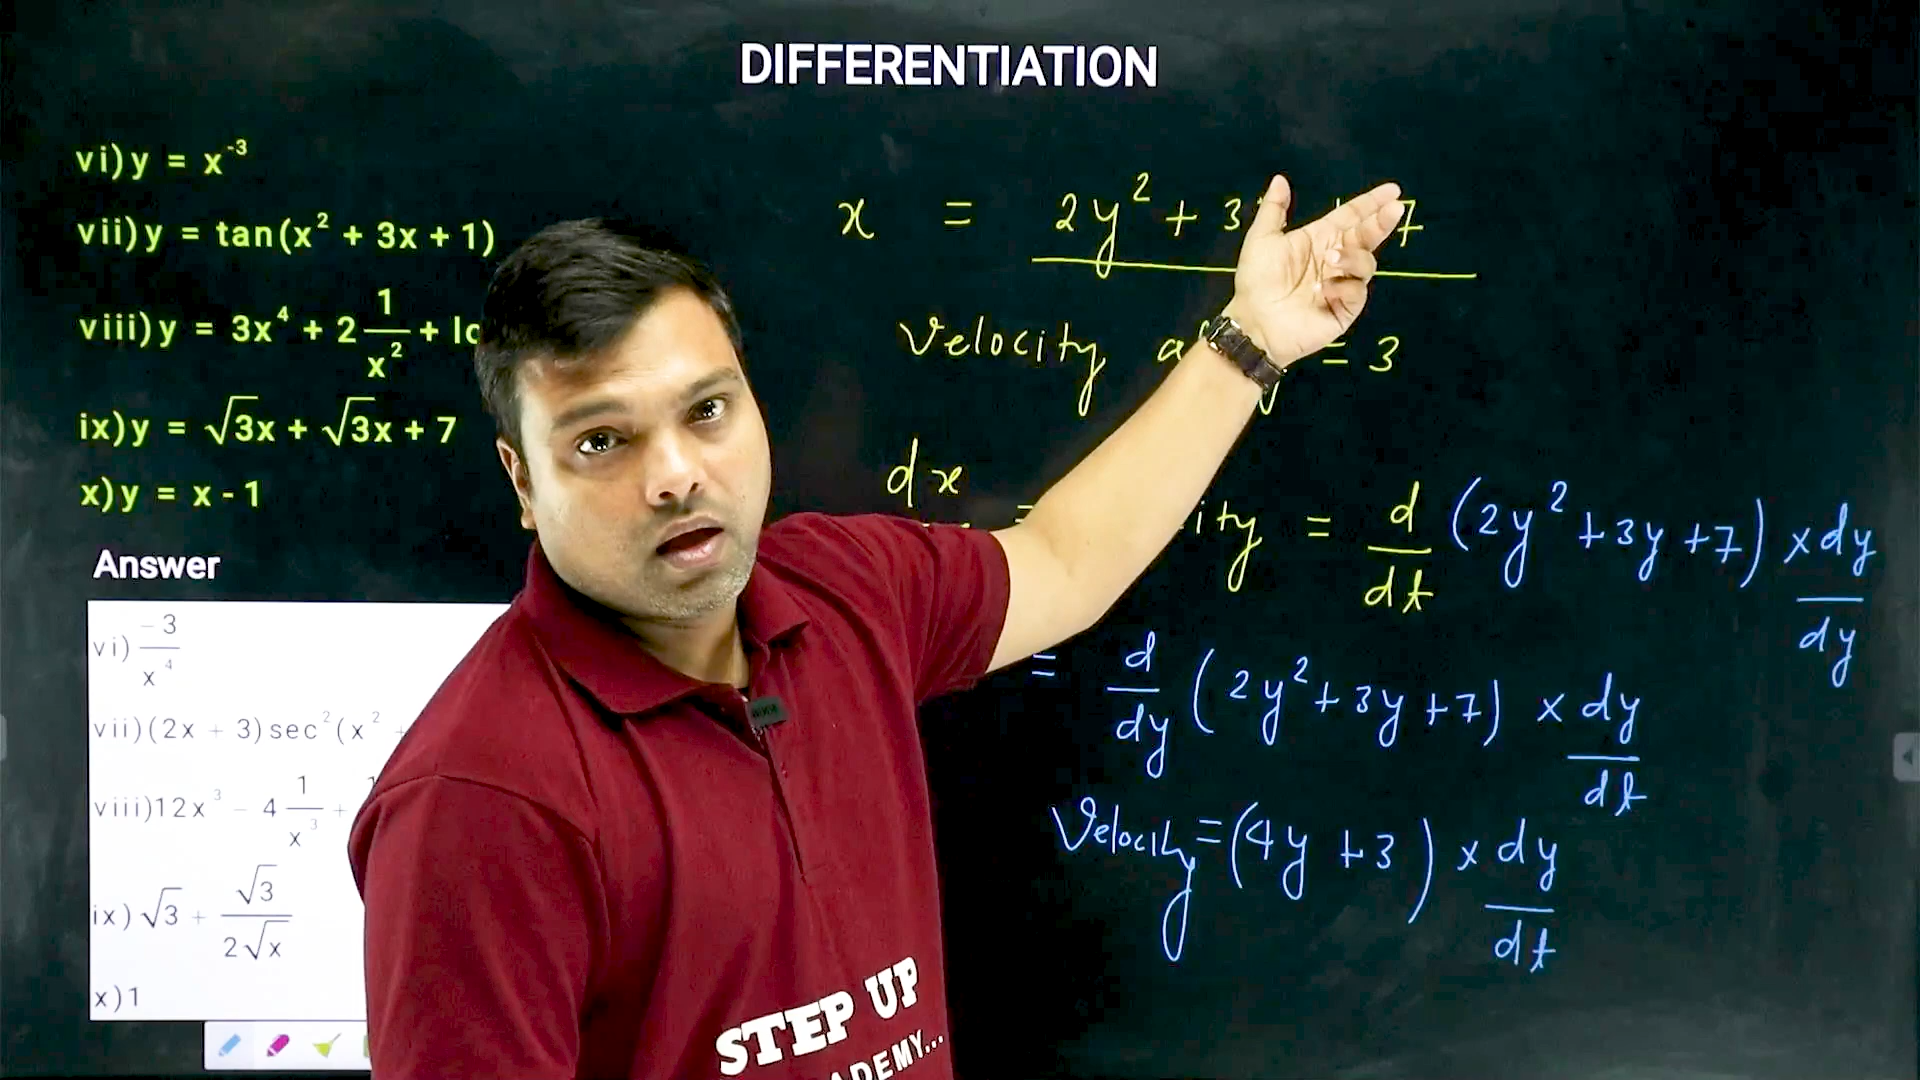 DIFFERENTIATION
vi) y = x⁻³
vii) y = tan(x² + 3x + 1)
viii) y = 3x⁴ + 2 1/x² + lo
ix) y = √3x + √3x + 7
x) y = x - 1
Answer
vi) -3/x⁴
vii) (2x + 3) sec² (x² +
viii) 12x³ - 4 1/x³ + 1
ix) √3 + √3/2√x
x) 1
x = 2y² + 3 7
Velocity a = 3
dx = ity = d/dt (2y² + 3y + 7) × dy/dy
= d/dy (2y² + 3y + 7) × dy/dt
Velocity = (4y + 3) × dy/dt
STEP UP
ADEMY...